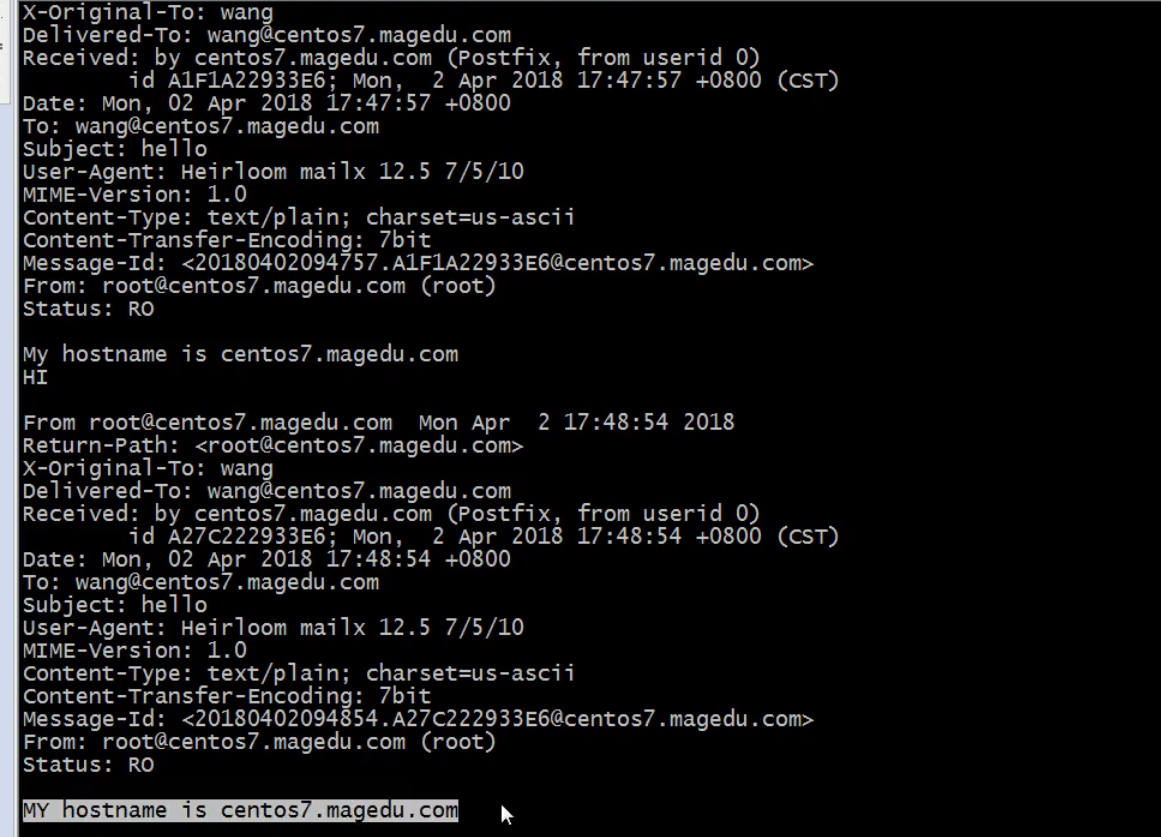 X-Original-To: wang
Delivered-To: wang@centos7.magedu.com
Received: by centos7.magedu.com (Postfix, from userid 0)
        id A1F1A22933E6; Mon,  2 Apr 2018 17:47:57 +0800 (CST)
Date: Mon, 02 Apr 2018 17:47:57 +0800
To: wang@centos7.magedu.com
Subject: hello
User-Agent: Heirloom mailx 12.5 7/5/10
MIME-Version: 1.0
Content-Type: text/plain; charset=us-ascii
Content-Transfer-Encoding: 7bit
Message-Id: <20180402094757.A1F1A22933E6@centos7.magedu.com>
From: root@centos7.magedu.com (root)
Status: RO

My hostname is centos7.magedu.com
HI

From root@centos7.magedu.com  Mon Apr  2 17:48:54 2018
Return-Path: <root@centos7.magedu.com>
X-Original-To: wang
Delivered-To: wang@centos7.magedu.com
Received: by centos7.magedu.com (Postfix, from userid 0)
        id A27C222933E6; Mon,  2 Apr 2018 17:48:54 +0800 (CST)
Date: Mon, 02 Apr 2018 17:48:54 +0800
To: wang@centos7.magedu.com
Subject: hello
User-Agent: Heirloom mailx 12.5 7/5/10
MIME-Version: 1.0
Content-Type: text/plain; charset=us-ascii
Content-Transfer-Encoding: 7bit
Message-Id: <20180402094854.A27C222933E6@centos7.magedu.com>
From: root@centos7.magedu.com (root)
Status: RO

MY hostname is centos7.magedu.com